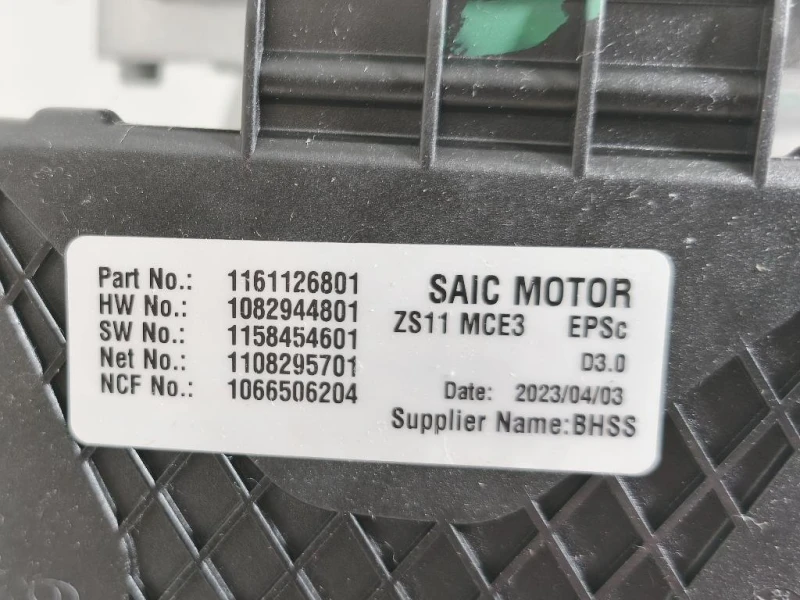 Part No.: 1161126801
HW No.: 1082944801
SW No.: 1158454601
Net No.: 1108295701
NCF No.: 1066506204
SAiC MOTOR
ZS11 MCE3 EPSc
D3.0
Date: 2023/04/03
Supplier Name:BHSS